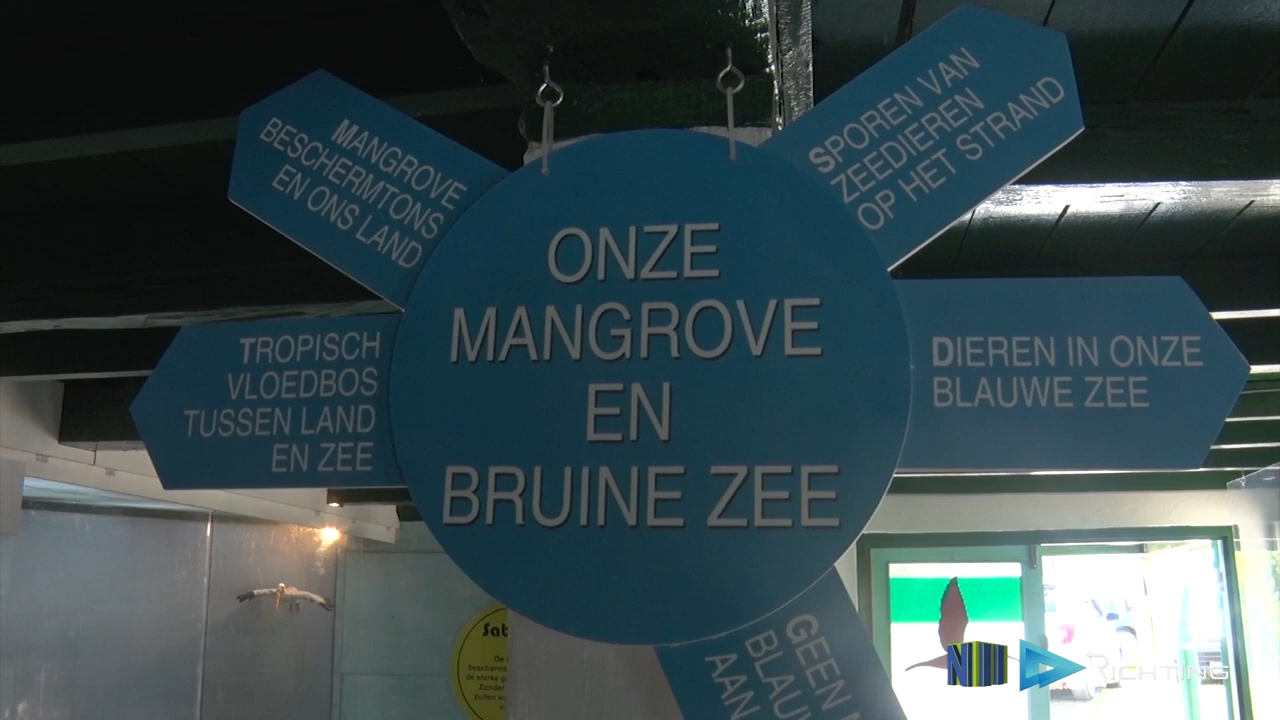 MANGROVE
BESCHERMTONS
EN ONS LAND
SPOREN VAN
ZEEDIEREN
OP HET STRAND
ONZE
MANGROVE
EN
BRUINE ZEE
TROPISCH
VLOEDBOS
TUSSEN LAND
EN ZEE
DIEREN IN ONZE
BLAUWE ZEE
GEEN
AAN
RICHTING